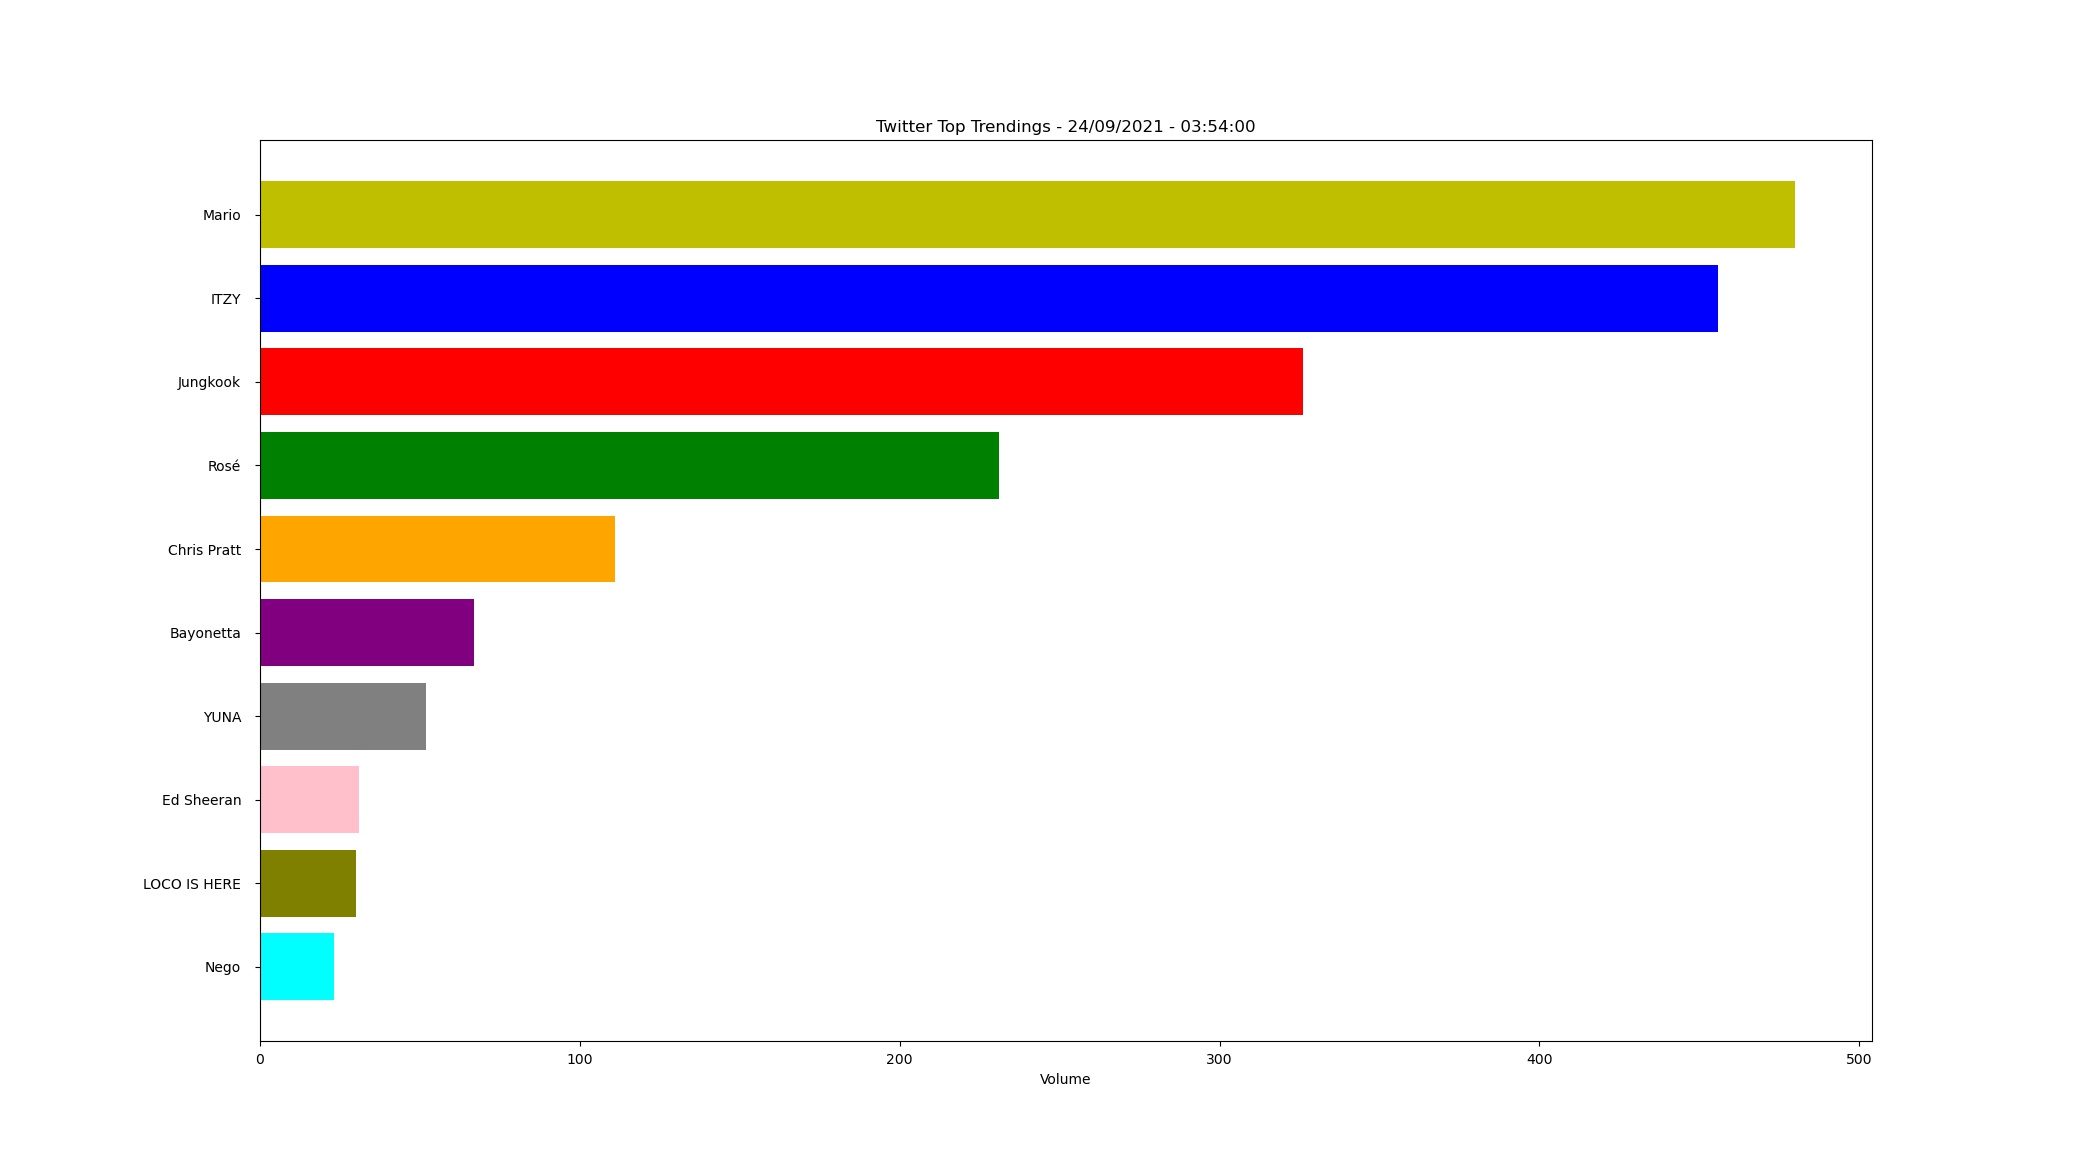 Twitter Top Trendings - 24/09/2021 - 03:54:00
Mario
ITZY
Jungkook
Rosé
Chris Pratt
Bayonetta
YUNA
Ed Sheeran
LOCO IS HERE
Nego
0 100 200 300 400 500
Volume